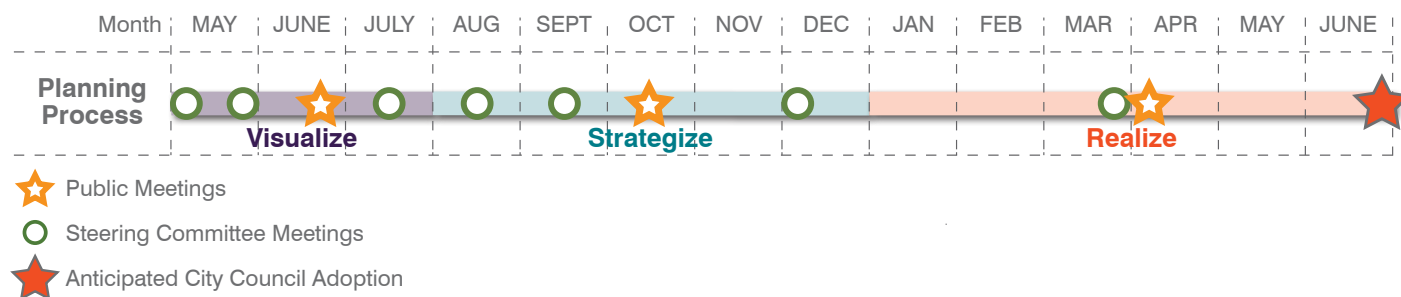 Month MAY JUNE JULY AUG SEPT OCT NOV DEC JAN FEB MAR APR MAY JUNE
Planning
Process
Visualize Strategize Realize
Public Meetings
Steering Committee Meetings
Anticipated City Council Adoption